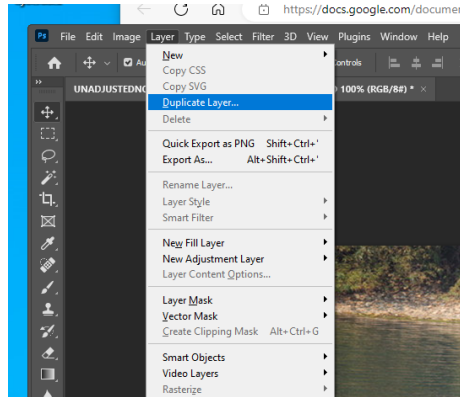 https://docs.google.com/documen
Ps File Edit Image Layer Type Select Filter 3D View Plugins Window Help
Au
ontrols
UNADJUSTEDNO
100% (RGB/8#) * ×
New
Copy CSS
Copy SVG
Duplicate Layer...
Delete
Quick Export as PNG Shift+Ctrl+'
Export As... Alt+Shift+Ctrl+'
Rename Layer...
Layer Style
Smart Filter
New Fill Layer
New Adjustment Layer
Layer Content Options...
Layer Mask
Vector Mask
Create Clipping Mask Alt+Ctrl+G
Smart Objects
Video Layers
Rasterize